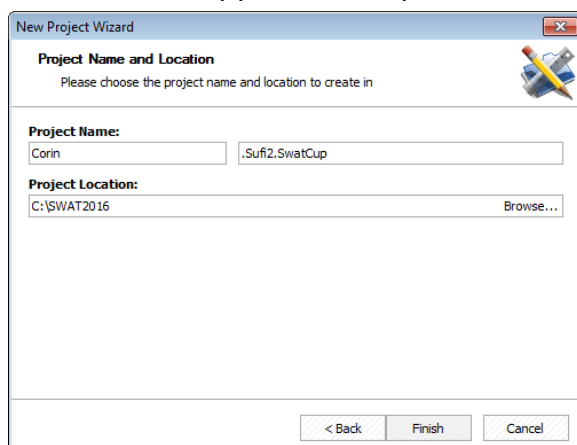 New Project Wizard
Project Name and Location
Please choose the project name and location to create in
Project Name:
Corin .Sufi2.SwatCup
Project Location:
C:\SWAT2016 Browse...
< Back Finish Cancel